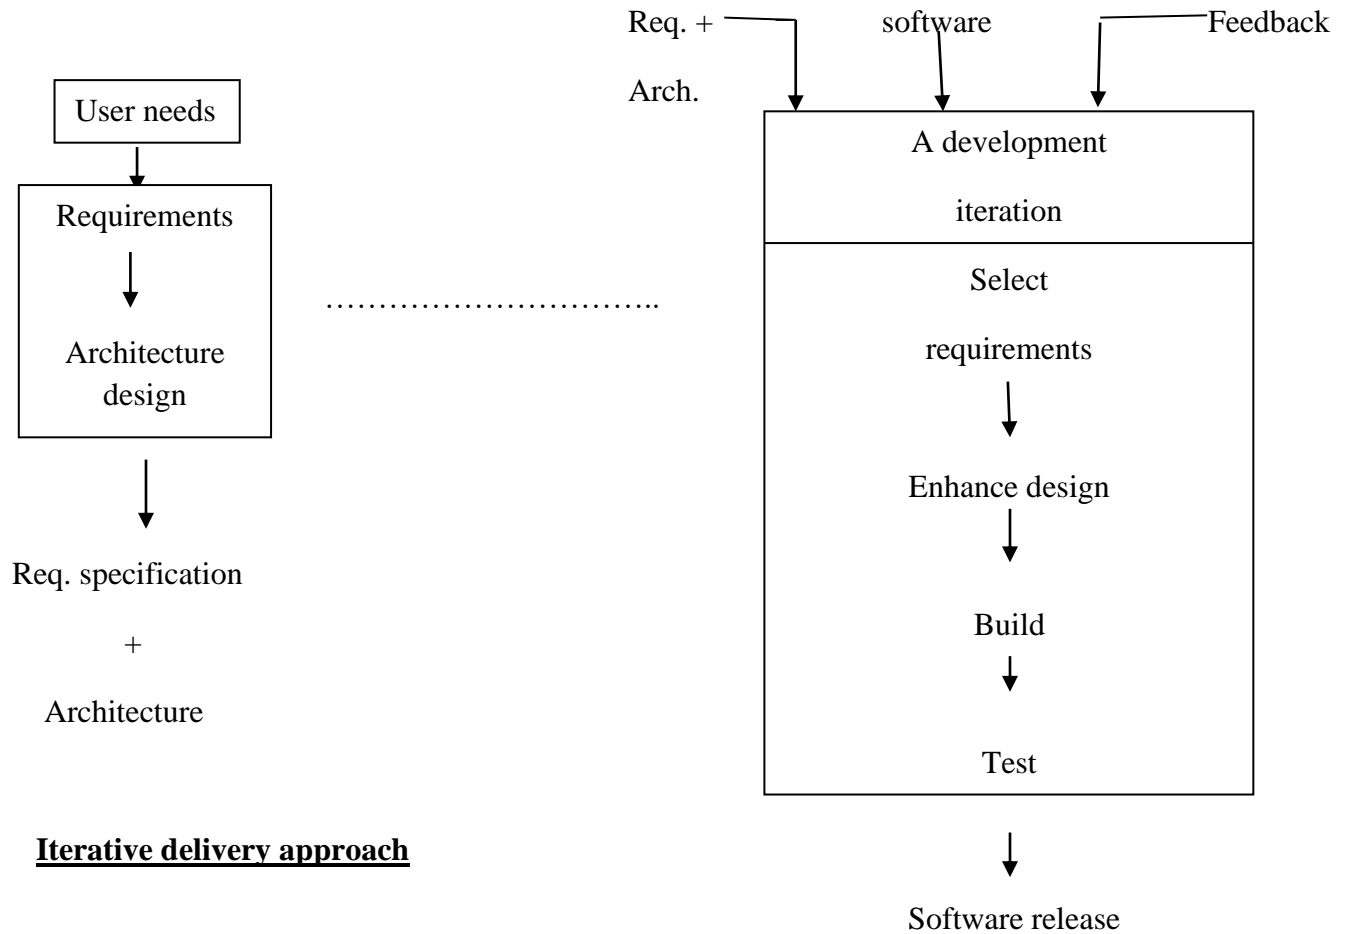 Req. +
software
Feedback
Arch.
User needs
Requirements
Architecture
design
Req. specification
+
Architecture
…………………………..
A development
iteration
Select
requirements
Enhance design
Build
Test
Software release
Iterative delivery approach